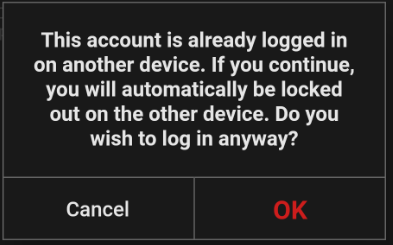 This account is already logged in
on another device. If you continue,
you will automatically be locked
out on the other device. Do you
wish to log in anyway?
Cancel
OK